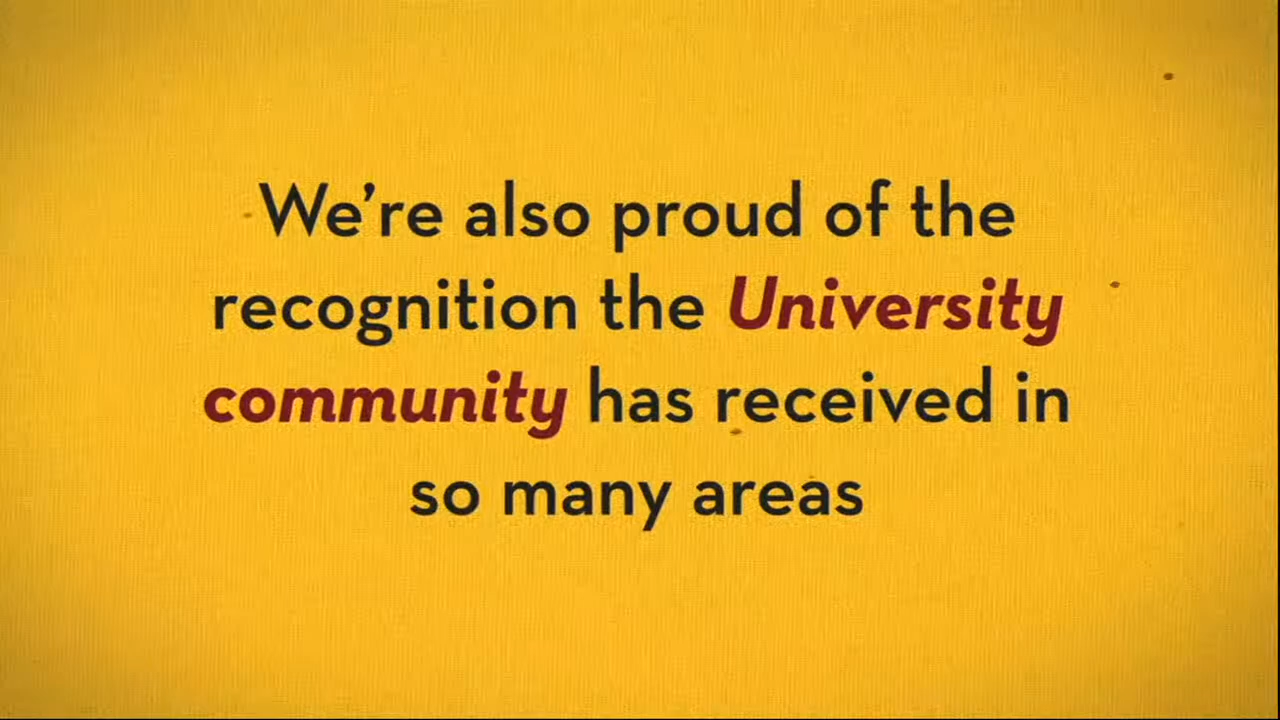 We’re also proud of the
recognition the University
community has received in
so many areas